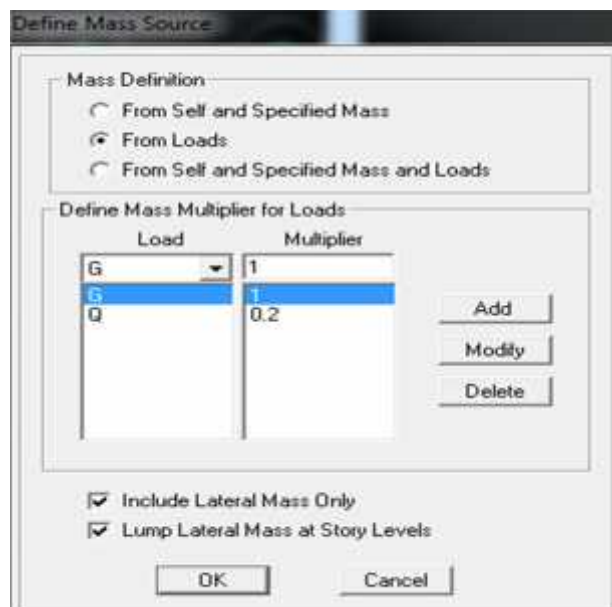 Define Mass Source
Mass Definition
From Self and Specified Mass
From Loads
From Self and Specified Mass and Loads
Define Mass Multiplier for Loads
Load Multiplier
G 1
G 1
Q 0.2
Add
Modify
Delete
Include Lateral Mass Only
Lump Lateral Mass at Story Levels
OK Cancel